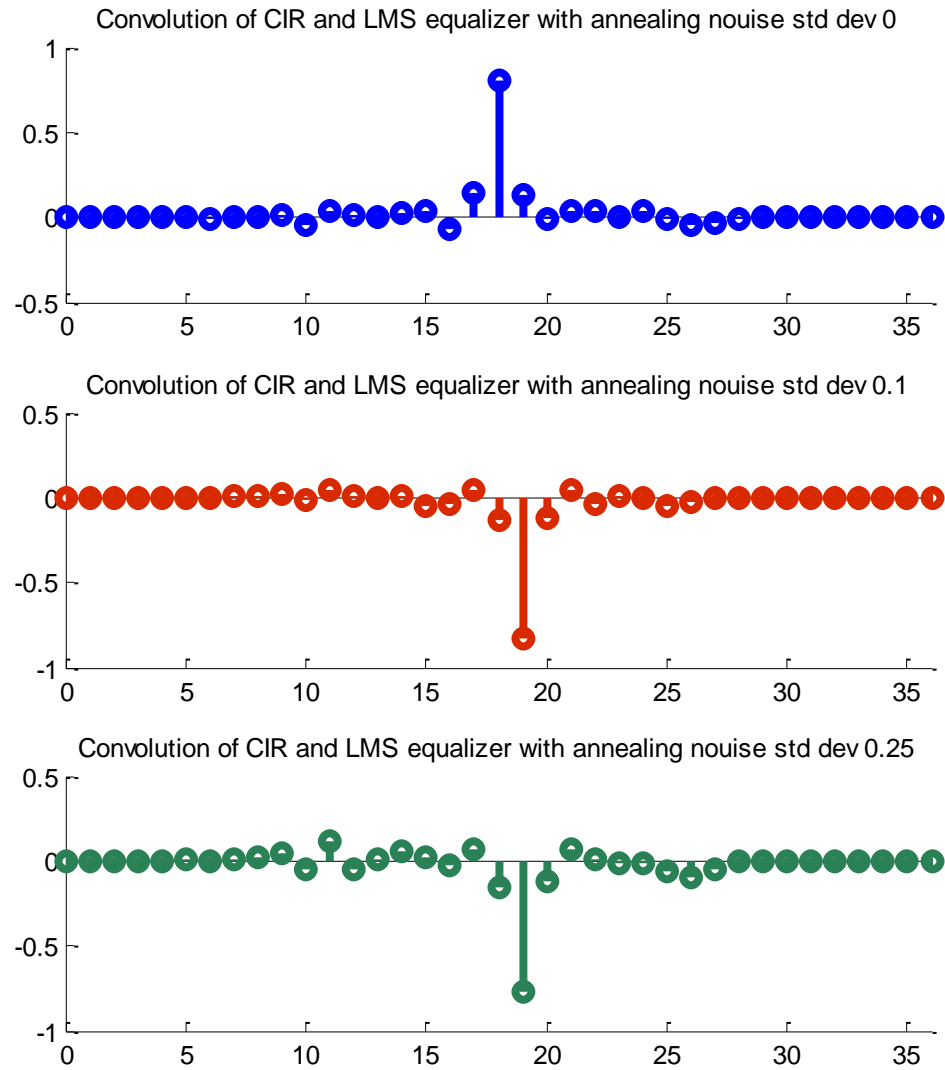 Convolution of CIR and LMS equalizer with annealing nouise std dev 0
1
0.5
0
-0.5
0 5 10 15 20 25 30 35
Convolution of CIR and LMS equalizer with annealing nouise std dev 0.1
0.5
0
-0.5
-1
0 5 10 15 20 25 30 35
Convolution of CIR and LMS equalizer with annealing nouise std dev 0.25
0.5
0
-0.5
-1
0 5 10 15 20 25 30 35